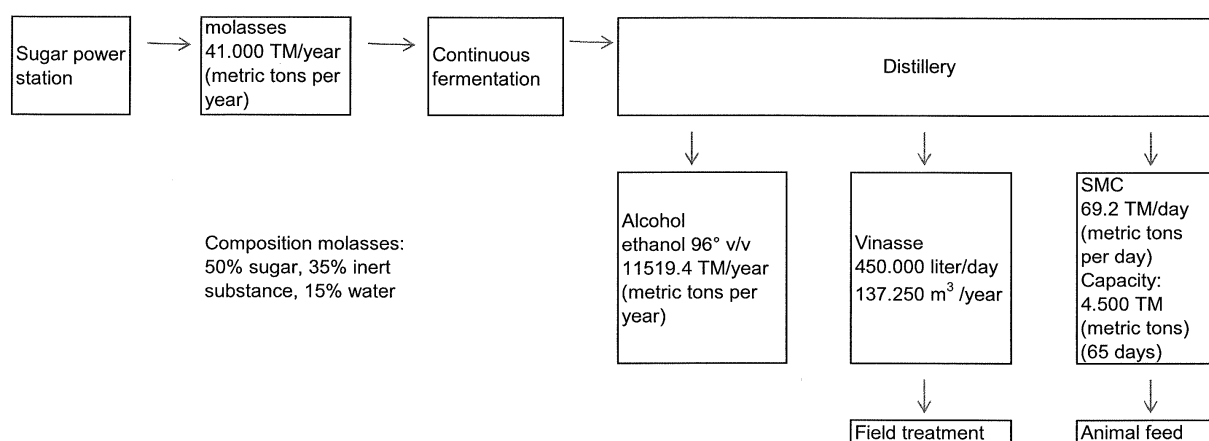 Sugar power
station
molasses
41.000 TM/year
(metric tons per
year)
Continuous
fermentation
Distillery
Composition molasses:
50% sugar, 35% inert
substance, 15% water
Alcohol
ethanol 96° v/v
11519.4 TM/year
(metric tons per
year)
Vinasse
450.000 liter/day
137.250 m³ /year
SMC
69.2 TM/day
(metric tons
per day)
Capacity:
4.500 TM
(metric tons)
(65 days)
Field treatment
Animal feed